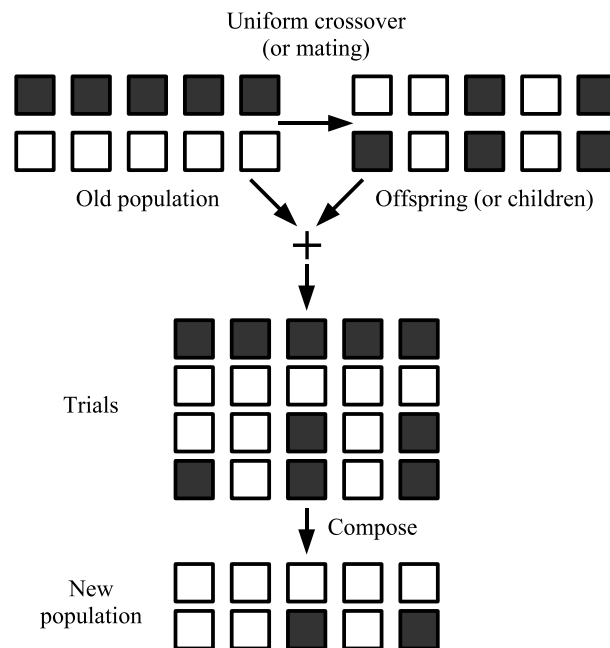 Uniform crossover
(or mating)
Old population
Offspring (or children)
Trials
Compose
New
population